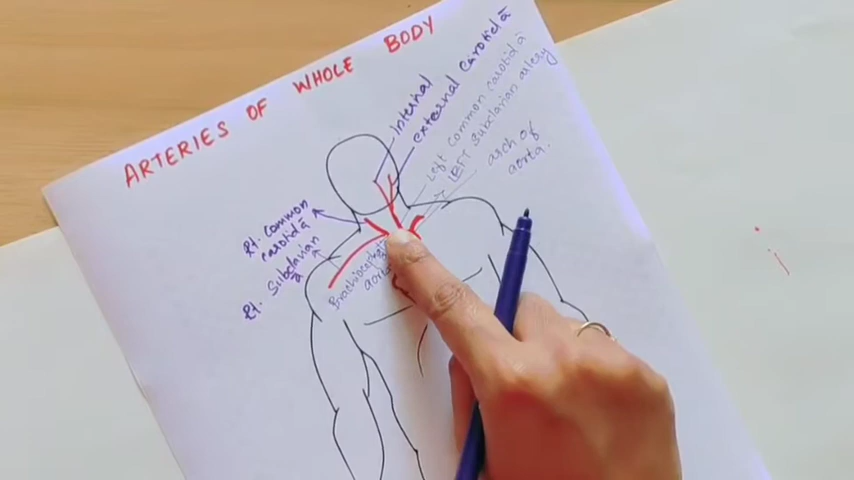 ARTERIES OF WHOLE BODY
Internal
external carotid a
left common carotid a
left subclavian artery
arch of
aorta.
Rt. Common
carotid a
Rt. Subclavian
a
Brachiocephalic